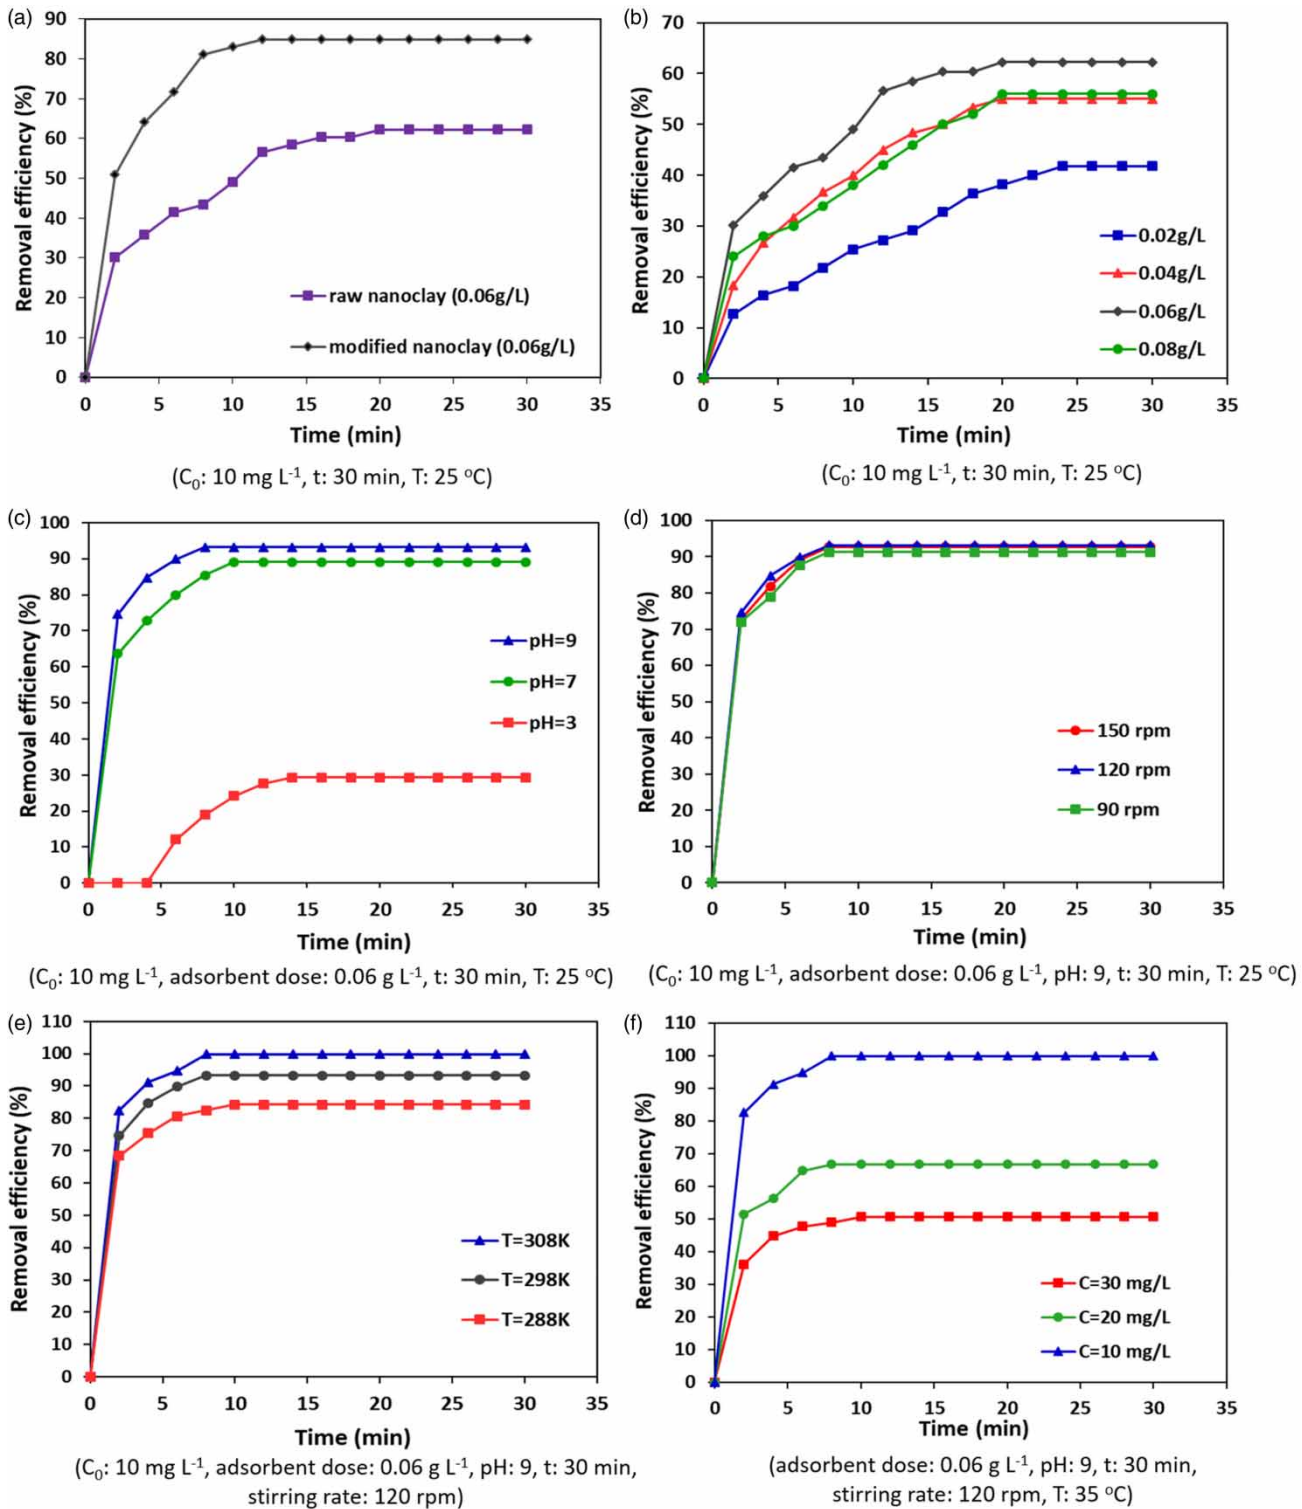 (a)
90
80
70
60
50
40
30
20
10
0
Removal efficiency (%)
raw nanoclay (0.06g/L)
modified nanoclay (0.06g/L)
0 5 10 15 20 25 30 35
Time (min)
(C0: 10 mg L-1, t: 30 min, T: 25 oC)
(b)
70
60
50
40
30
20
10
0
Removal efficiency (%)
0.02g/L
0.04g/L
0.06g/L
0.08g/L
0 5 10 15 20 25 30 35
Time (min)
(C0: 10 mg L-1, t: 30 min, T: 25 oC)
(c)
100
90
80
70
60
50
40
30
20
10
0
Removal efficiency (%)
pH=9
pH=7
pH=3
0 5 10 15 20 25 30 35
Time (min)
(C0: 10 mg L-1, adsorbent dose: 0.06 g L-1, t: 30 min, T: 25 oC)
(d)
100
90
80
70
60
50
40
30
20
10
0
Removal efficiency (%)
150 rpm
120 rpm
90 rpm
0 5 10 15 20 25 30 35
Time (min)
(C0: 10 mg L-1, adsorbent dose: 0.06 g L-1, pH: 9, t: 30 min, T: 25 oC)
(e)
110
100
90
80
70
60
50
40
30
20
10
0
Removal efficiency (%)
T=308K
T=298K
T=288K
0 5 10 15 20 25 30 35
Time (min)
(C0: 10 mg L-1, adsorbent dose: 0.06 g L-1, pH: 9, t: 30 min,
stirring rate: 120 rpm)
(f)
110
100
90
80
70
60
50
40
30
20
10
0
Removal efficiency (%)
C=30 mg/L
C=20 mg/L
C=10 mg/L
0 5 10 15 20 25 30 35
Time (min)
(adsorbent dose: 0.06 g L-1, pH: 9, t: 30 min,
stirring rate: 120 rpm, T: 35 oC)